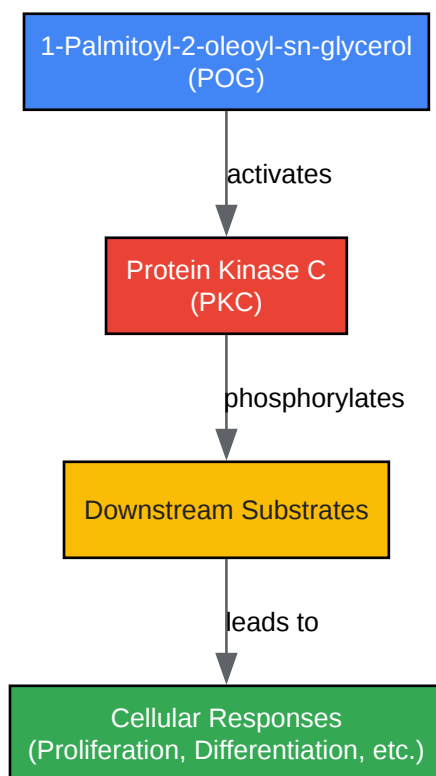 1-Palmitoyl-2-oleoyl-sn-glycerol
(POG)
activates
Protein Kinase C
(PKC)
phosphorylates
Downstream Substrates
leads to
Cellular Responses
(Proliferation, Differentiation, etc.)